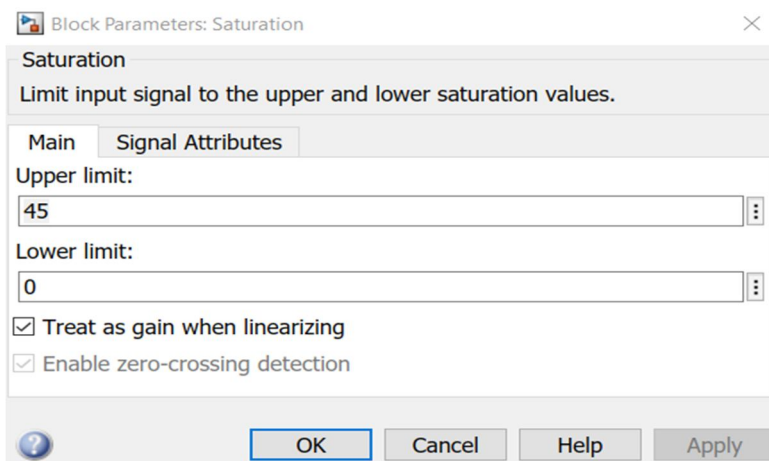 Block Parameters: Saturation
Saturation
Limit input signal to the upper and lower saturation values.
Main Signal Attributes
Upper limit:
45
Lower limit:
0
Treat as gain when linearizing
Enable zero-crossing detection
? OK Cancel Help Apply